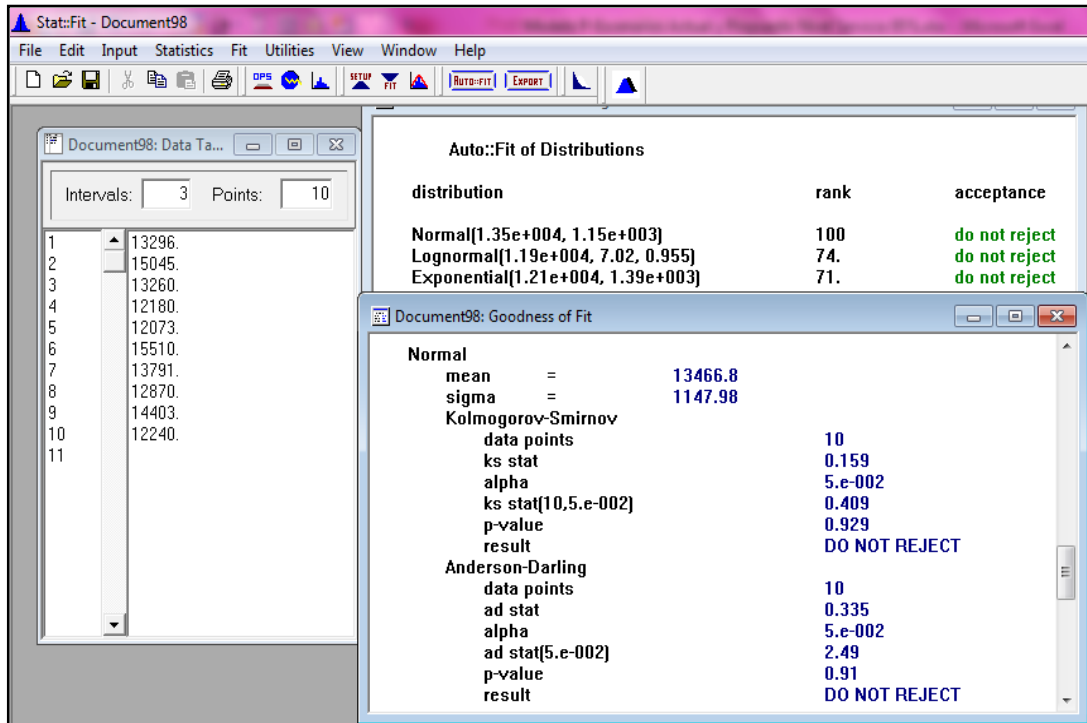 Stat::Fit - Document98
File Edit Input Statistics Fit Utilities View Window Help
OPS SETUP FIT AUTO::FIT EXPORT
Document98: Data Ta...
Intervals: 3 Points: 10
1 13296.
2 15045.
3 13260.
4 12180.
5 12073.
6 15510.
7 13791.
8 12870.
9 14403.
10 12240.
11
Auto::Fit of Distributions
distribution rank acceptance
Normal(1.35e+004, 1.15e+003) 100 do not reject
Lognormal(1.19e+004, 7.02, 0.955) 74. do not reject
Exponential(1.21e+004, 1.39e+003) 71. do not reject
Document98: Goodness of Fit
Normal
mean = 13466.8
sigma = 1147.98
Kolmogorov-Smirnov
data points 10
ks stat 0.159
alpha 5.e-002
ks stat(10,5.e-002) 0.409
p-value 0.929
result DO NOT REJECT
Anderson-Darling
data points 10
ad stat 0.335
alpha 5.e-002
ad stat(5.e-002) 2.49
p-value 0.91
result DO NOT REJECT